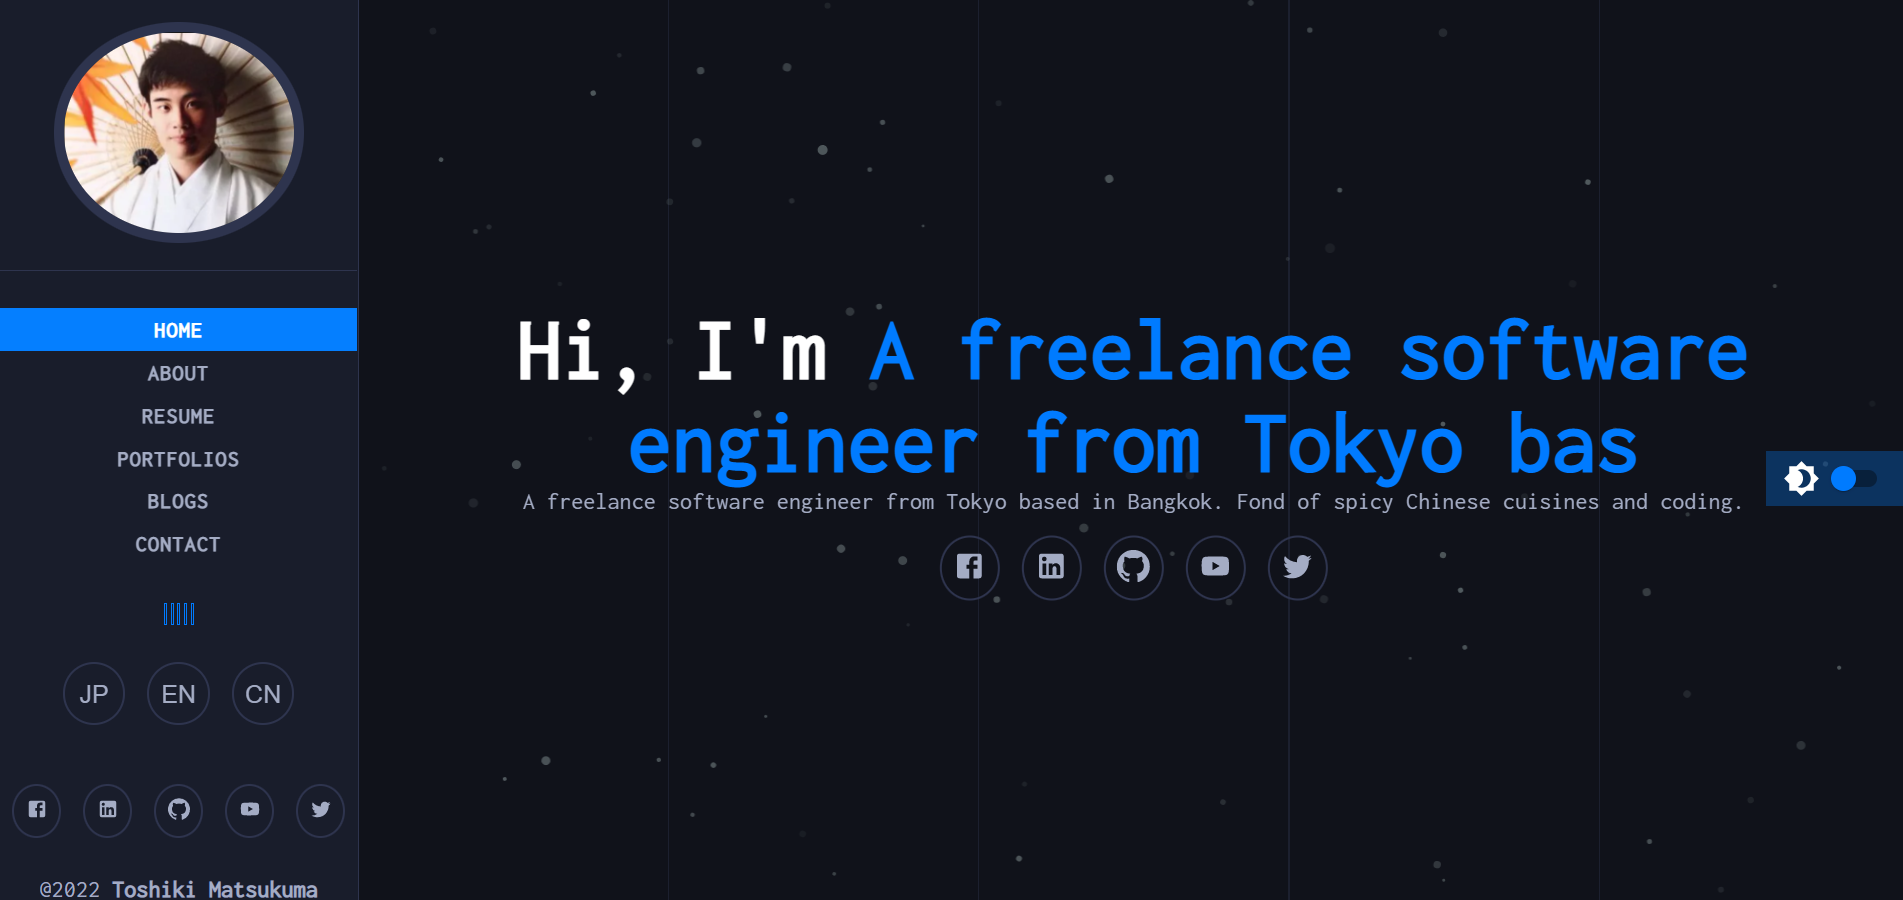 HOME
ABOUT
RESUME
PORTFOLIOS
BLOGS
CONTACT
JP EN CN
@2022 Toshiki Matsukuma
Hi, I'm A freelance software
engineer from Tokyo bas
A freelance software engineer from Tokyo based in Bangkok. Fond of spicy Chinese cuisines and coding.